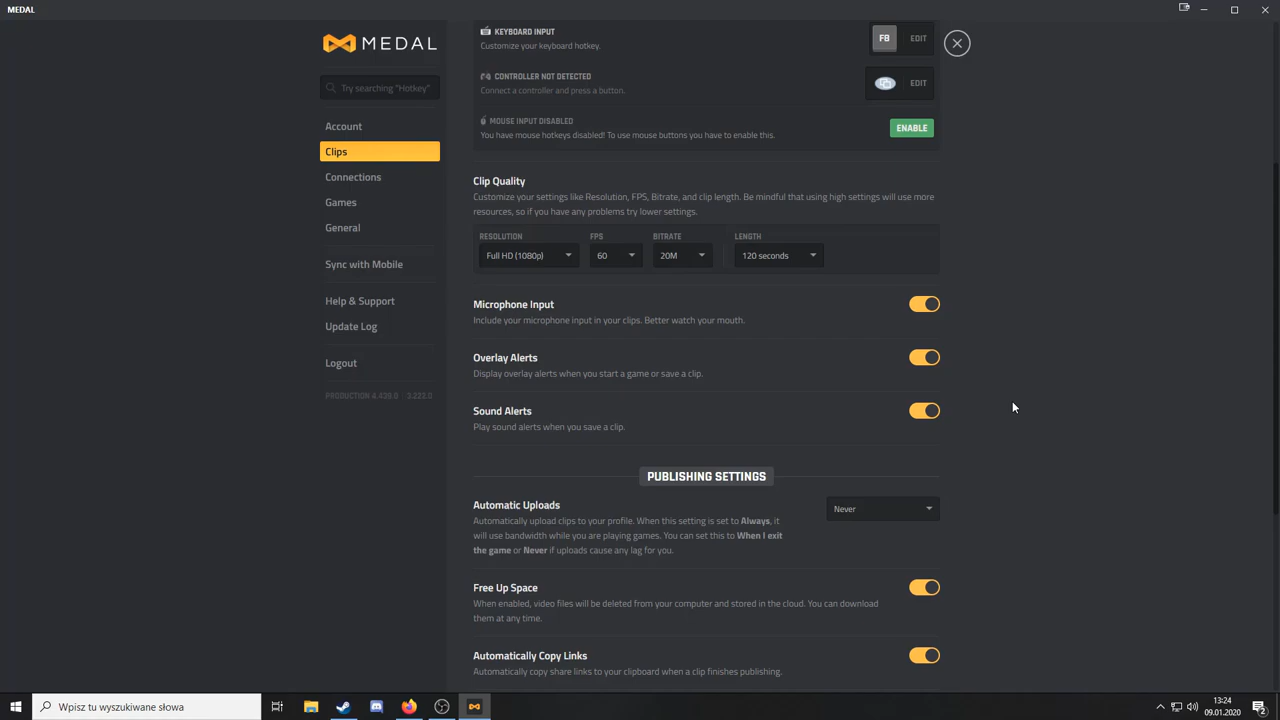 MEDAL
MEDAL
Try searching "Hotkey"
Account
Clips
Connections
Games
General
Sync with Mobile
Help & Support
Update Log
Logout
PRODUCTION 4.439.0 3.222.0
KEYBOARD INPUT
Customize your keyboard hotkey.
F8
EDIT
CONTROLLER NOT DETECTED
Connect a controller and press a button.
EDIT
MOUSE INPUT DISABLED
You have mouse hotkeys disabled! To use mouse buttons you have to enable this.
ENABLE
Clip Quality
Customize your settings like Resolution, FPS, Bitrate, and clip length. Be mindful that using high settings will use more
resources, so if you have any problems try lower settings.
RESOLUTION FPS BITRATE LENGTH
Full HD (1080p) 60 20M 120 seconds
Microphone Input
Include your microphone input in your clips. Better watch your mouth.
Overlay Alerts
Display overlay alerts when you start a game or save a clip.
Sound Alerts
Play sound alerts when you save a clip.
PUBLISHING SETTINGS
Automatic Uploads
Automatically upload clips to your profile. When this setting is set to Always, it
will use bandwidth while you are playing games. You can set this to When I exit
the game or Never if uploads cause any lag for you.
Never
Free Up Space
When enabled, video files will be deleted from your computer and stored in the cloud. You can download
them at any time.
Automatically Copy Links
Automatically copy share links to your clipboard when a clip finishes publishing.
Wpisz tu wyszukiwane słowa
13:24
09.01.2020
2